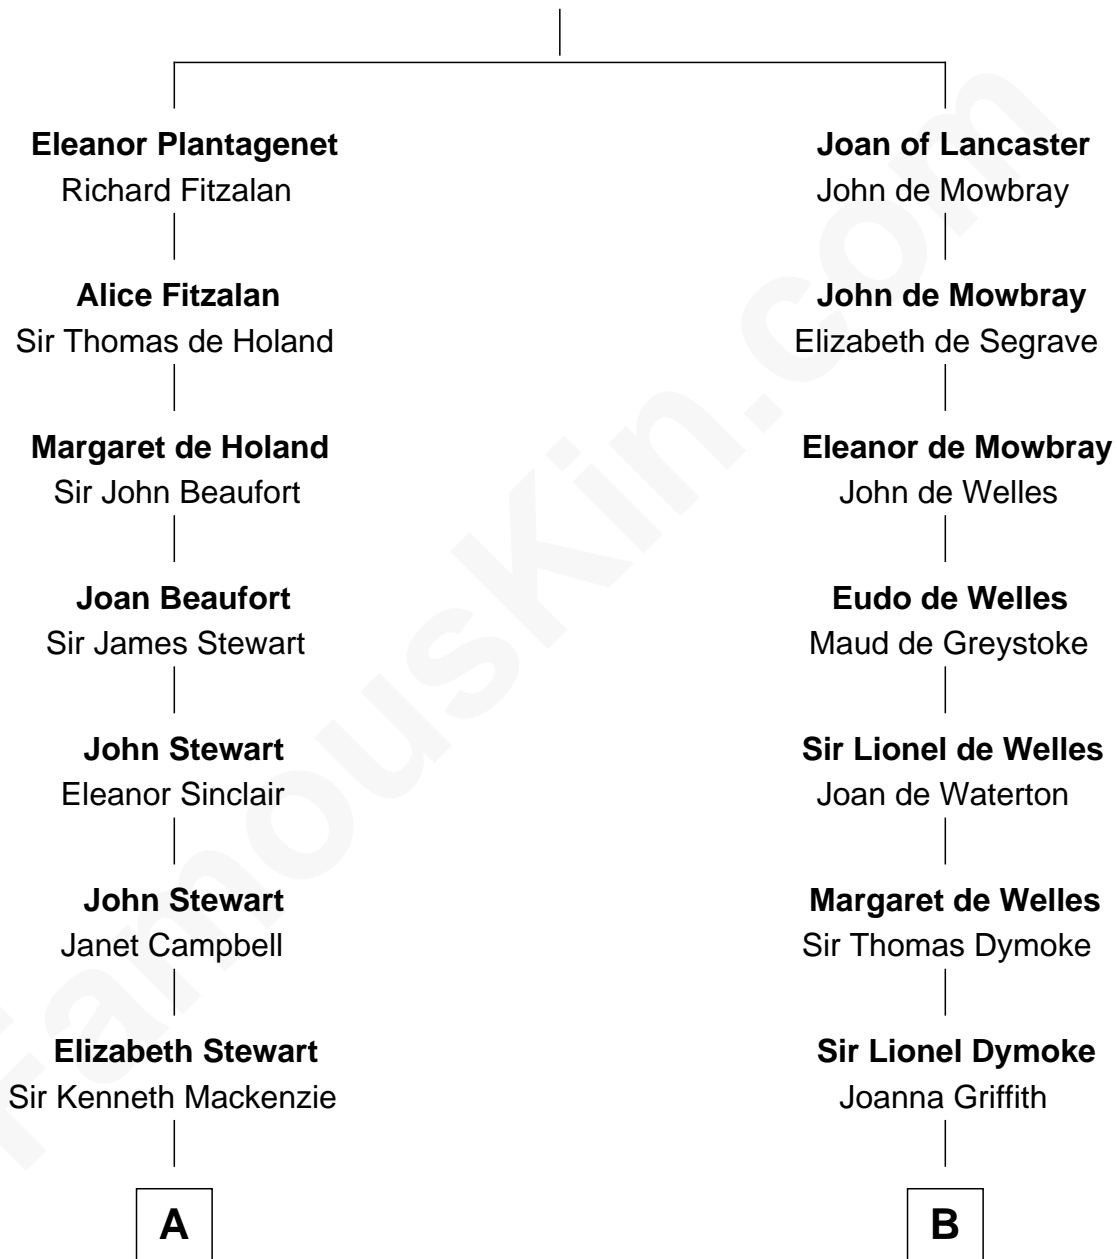 Eleanor Plantagenet
Richard Fitzalan
Alice Fitzalan
Sir Thomas de Holand
Margaret de Holand
Sir John Beaufort
Joan Beaufort
Sir James Stewart
John Stewart
Eleanor Sinclair
John Stewart
Janet Campbell
Elizabeth Stewart
Sir Kenneth Mackenzie
A
Joan of Lancaster
John de Mowbray
John de Mowbray
Elizabeth de Segrave
Eleanor de Mowbray
John de Welles
Eudo de Welles
Maud de Greystoke
Sir Lionel de Welles
Joan de Waterton
Margaret de Welles
Sir Thomas Dymoke
Sir Lionel Dymoke
Joanna Griffith
B
FamousKin.com